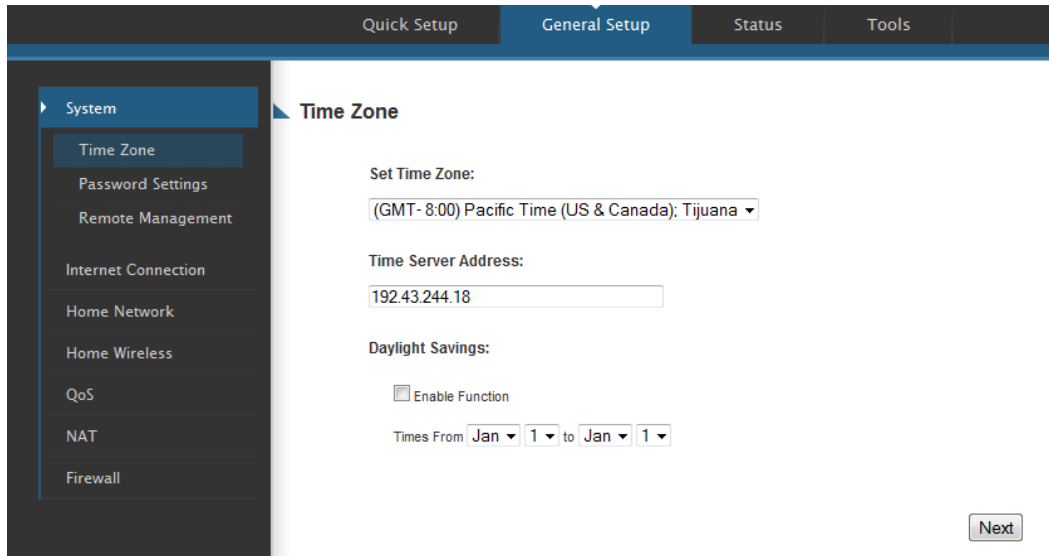 Quick Setup General Setup Status Tools
System
Time Zone
Password Settings
Remote Management
Internet Connection
Home Network
Home Wireless
QoS
NAT
Firewall
Time Zone
Set Time Zone:
(GMT- 8:00) Pacific Time (US & Canada); Tijuana
Time Server Address:
192.43.244.18
Daylight Savings:
Enable Function
Times From Jan 1 to Jan 1
Next